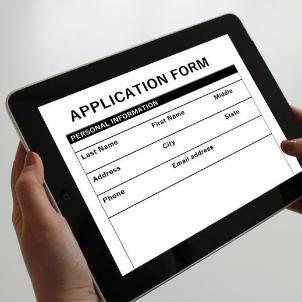 APPLICATION FORM
PERSONAL INFORMATION
Last Name First Name Middle
Address City State
Phone Email address